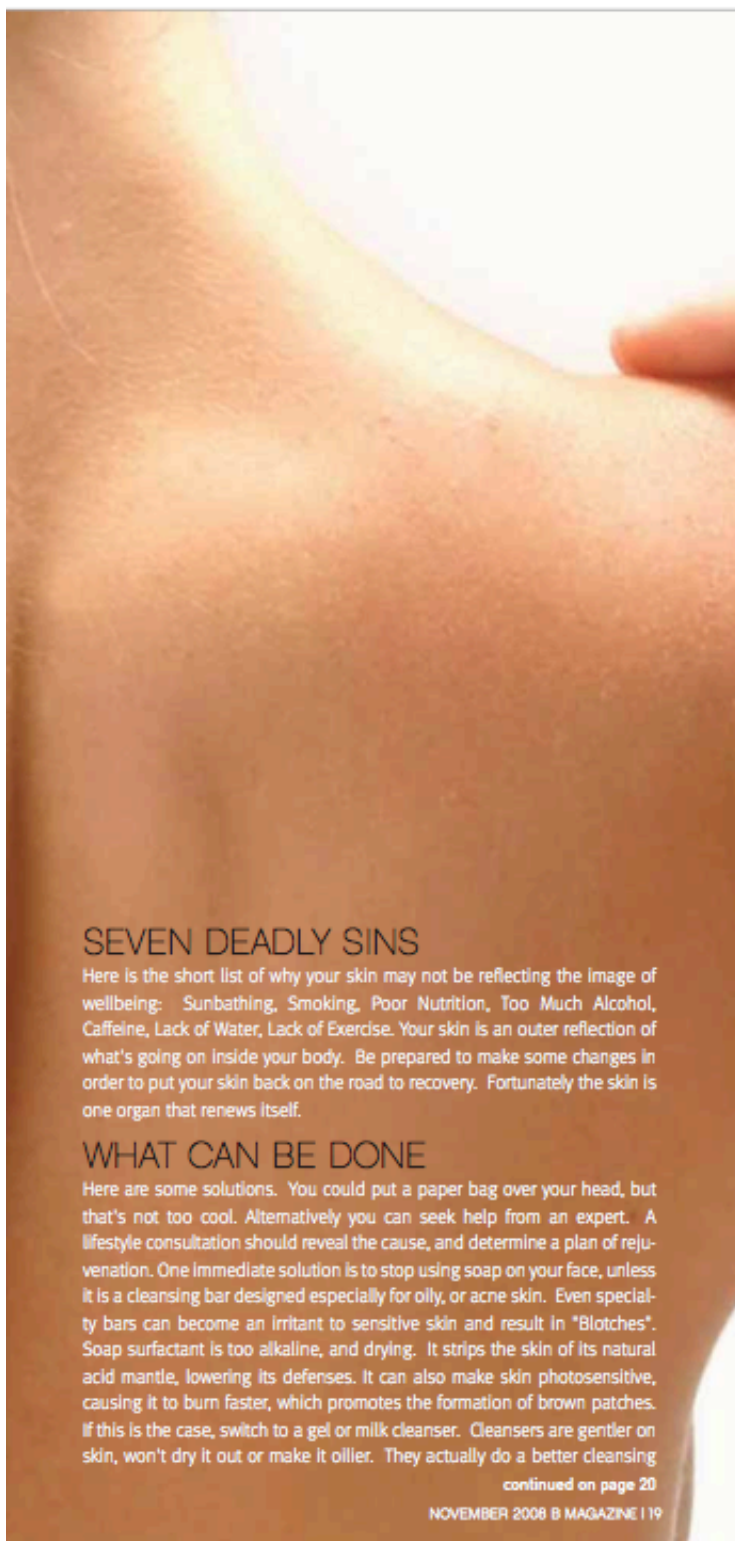 SEVEN DEADLY SINS
Here is the short list of why your skin may not be reflecting the image of
wellbeing: Sunbathing, Smoking, Poor Nutrition, Too Much Alcohol,
Caffeine, Lack of Water, Lack of Exercise. Your skin is an outer reflection of
what's going on inside your body. Be prepared to make some changes in
order to put your skin back on the road to recovery. Fortunately the skin is
one organ that renews itself.
WHAT CAN BE DONE
Here are some solutions. You could put a paper bag over your head, but
that's not too cool. Alternatively you can seek help from an expert. A
lifestyle consultation should reveal the cause, and determine a plan of reju-
venation. One immediate solution is to stop using soap on your face, unless
it is a cleansing bar designed especially for oily, or acne skin. Even special-
ty bars can become an irritant to sensitive skin and result in "Blotches".
Soap surfactant is too alkaline, and drying. It strips the skin of its natural
acid mantle, lowering its defenses. It can also make skin photosensitive,
causing it to burn faster, which promotes the formation of brown patches.
If this is the case, switch to a gel or milk cleanser. Cleansers are gentler on
skin, won't dry it out or make it oilier. They actually do a better cleansing
continued on page 20
NOVEMBER 2008 B MAGAZINE | 19